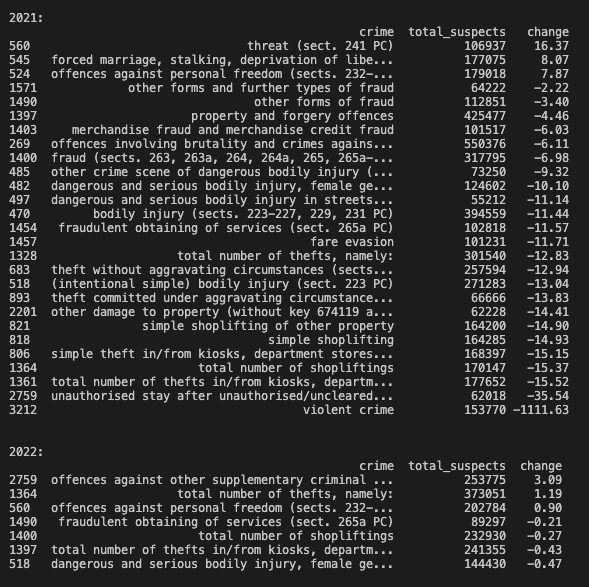 2021:
crime total_suspects change
560 threat (sect. 241 PC) 106937 16.37
545 forced marriage, stalking, deprivation of libe... 177075 8.07
524 offences against personal freedom (sects. 232-... 179018 7.87
1571 other forms and further types of fraud 64222 -2.22
1490 other forms of fraud 112851 -3.40
1397 property and forgery offences 425477 -4.46
1403 merchandise fraud and merchandise credit fraud 101517 -6.03
269 offences involving brutality and crimes agains... 550376 -6.11
1400 fraud (sects. 263, 263a, 264, 264a, 265, 265a-... 317795 -6.98
485 other crime scene of dangerous bodily injury (... 73250 -9.32
482 dangerous and serious bodily injury, female ge... 124602 -10.10
497 dangerous and serious bodily injury in streets... 55212 -11.14
470 bodily injury (sects. 223-227, 229, 231 PC) 394559 -11.44
1454 fraudulent obtaining of services (sect. 265a PC) 102818 -11.57
1457 fare evasion 101231 -11.71
1328 total number of thefts, namely: 301540 -12.83
683 theft without aggravating circumstances (sects... 257594 -12.94
518 (intentional simple) bodily injury (sect. 223 PC) 271283 -13.04
893 theft committed under aggravating circumstance... 66666 -13.83
2201 other damage to property (without key 674119 a... 62228 -14.41
821 simple shoplifting of other property 164200 -14.90
818 simple shoplifting 164285 -14.93
806 simple theft in/from kiosks, department stores... 168397 -15.15
1364 total number of shopliftings 170147 -15.37
1361 total number of thefts in/from kiosks, departm... 177652 -15.52
2759 unauthorised stay after unauthorised/uncleared... 62018 -35.54
3212 violent crime 153770 -1111.63
2022:
crime total_suspects change
2759 offences against other supplementary criminal ... 253775 3.09
1364 total number of thefts, namely: 373051 1.19
560 offences against personal freedom (sects. 232-... 202784 0.90
1490 fraudulent obtaining of services (sect. 265a PC) 89297 -0.21
1400 total number of shopliftings 232930 -0.27
1397 total number of thefts in/from kiosks, departm... 241355 -0.43
518 dangerous and serious bodily injury, female ge... 144430 -0.47